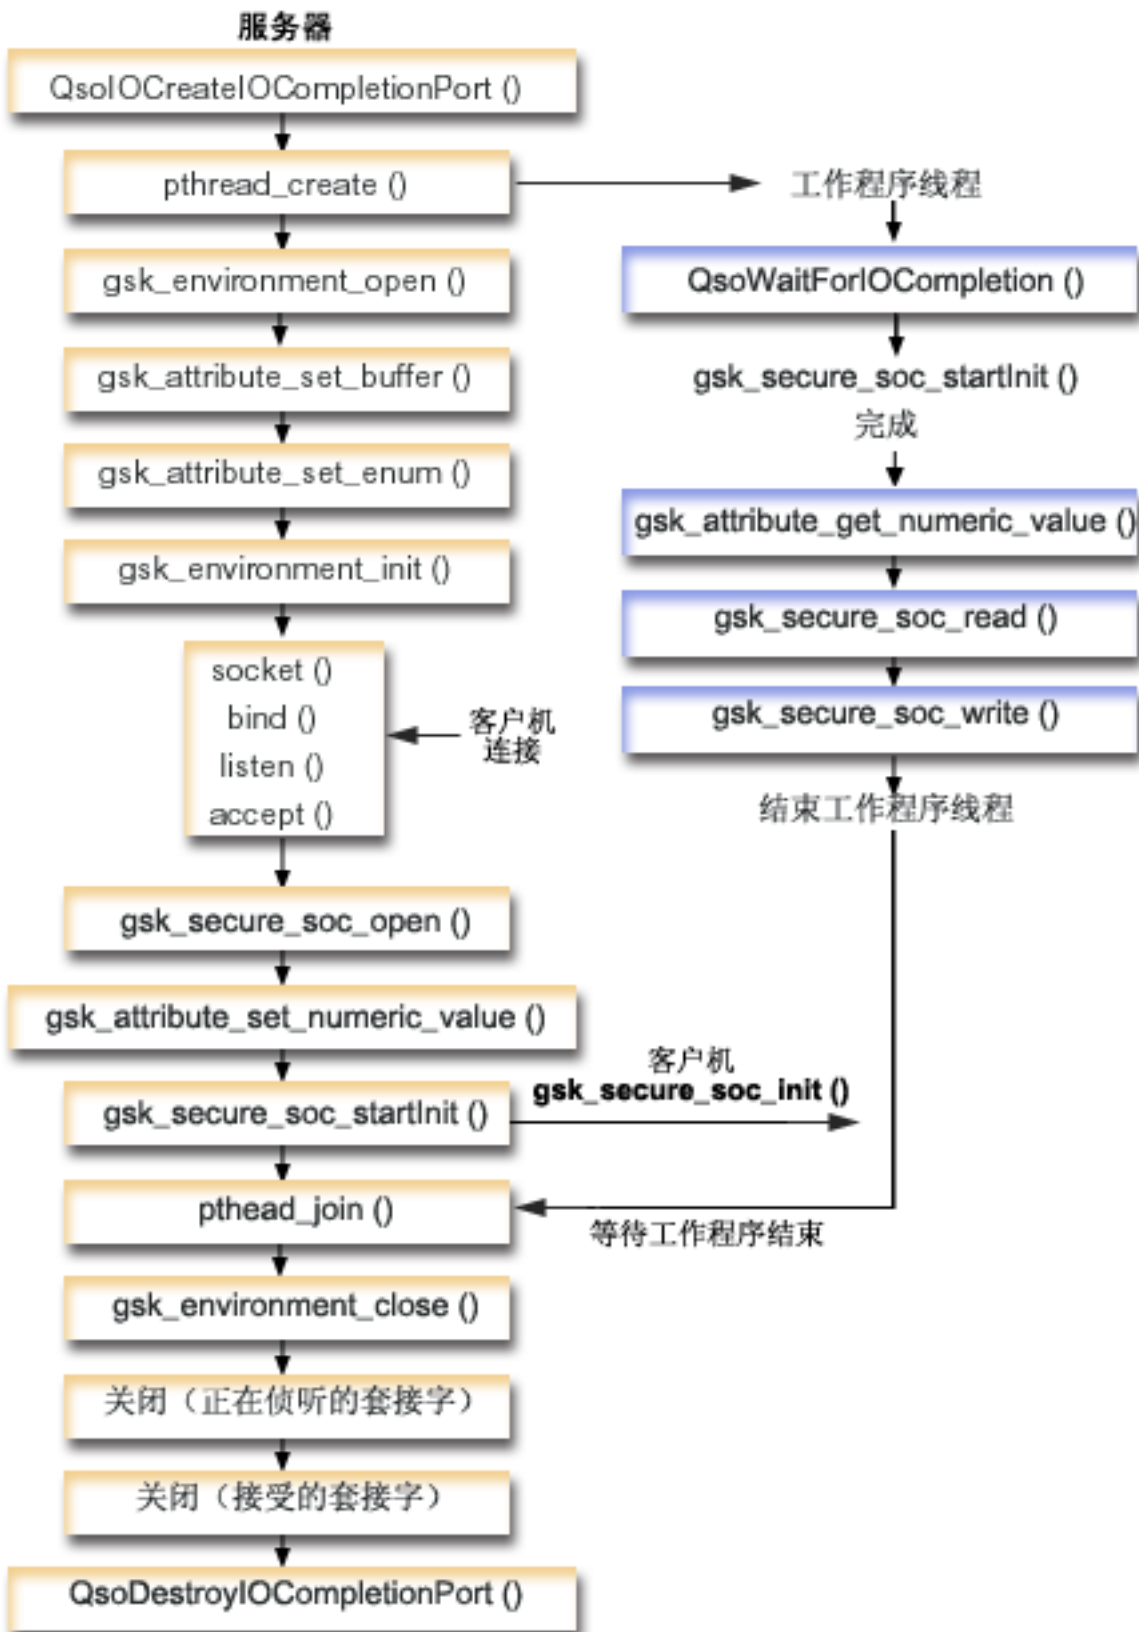 服务器
QsoIOCreateIOCompletionPort ()
pthread_create ()
gsk_environment_open ()
gsk_attribute_set_buffer ()
gsk_attribute_set_enum ()
gsk_environment_init ()
socket ()
bind ()
listen ()
accept ()
客户机
连接
gsk_secure_soc_open ()
gsk_attribute_set_numeric_value ()
gsk_secure_soc_startInit ()
客户机
gsk_secure_soc_init ()
pthead_join ()
等待工作程序结束
gsk_environment_close ()
关闭（正在侦听的套接字）
关闭（接受的套接字）
QsoDestroyIOCompletionPort ()
工作程序线程
QsoWaitForIOCompletion ()
gsk_secure_soc_startInit ()
完成
gsk_attribute_get_numeric_value ()
gsk_secure_soc_read ()
gsk_secure_soc_write ()
结束工作程序线程